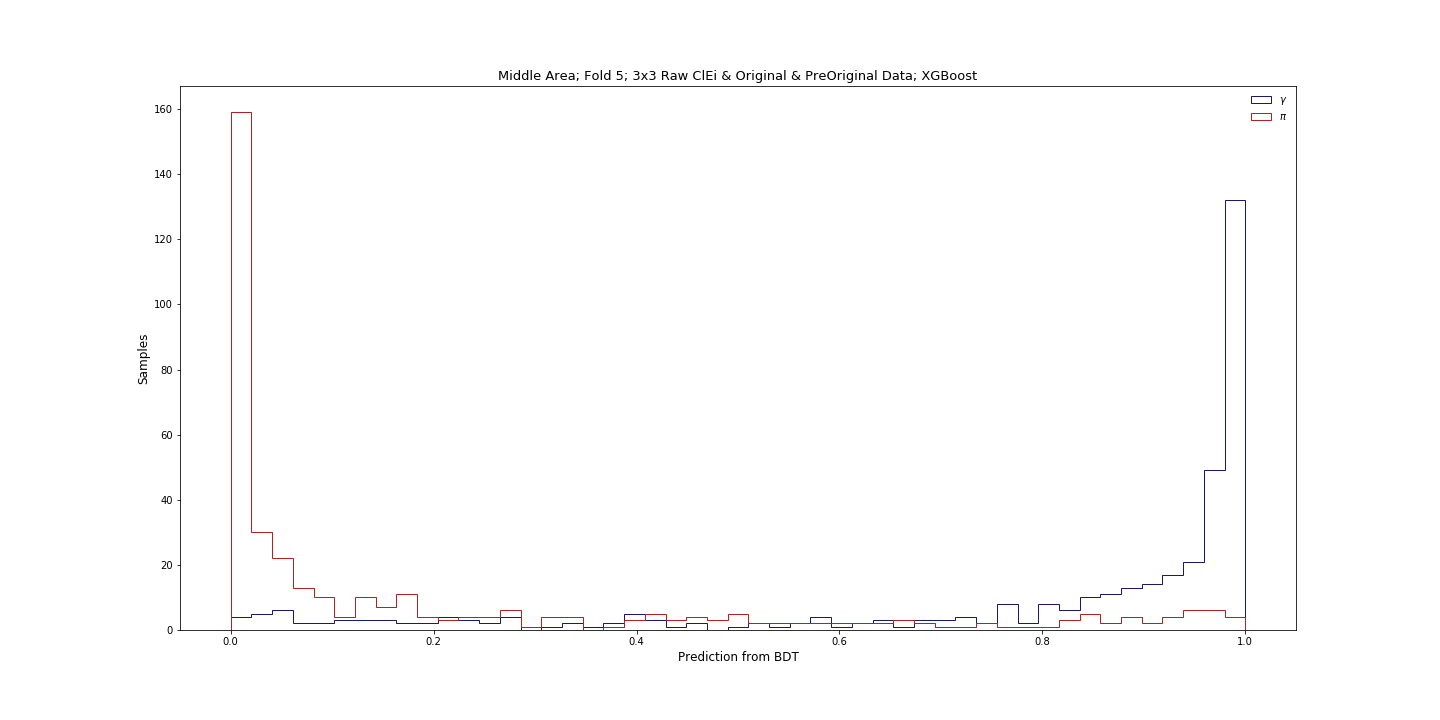 Middle Area; Fold 5; 3x3 Raw ClEi & Original & PreOriginal Data; XGBoost
γ
π
160
140
120
100
80
60
40
20
0
Samples
0.0 0.2 0.4 0.6 0.8 1.0
Prediction from BDT